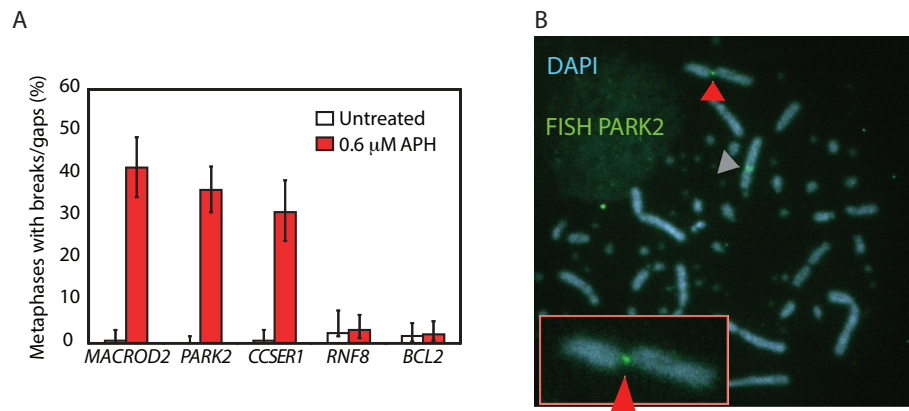 A
Metaphases with breaks/gaps (%)
60
50
40
30
20
10
0
Untreated
0.6 μM APH
MACROD2 PARK2 CCSER1 RNF8 BCL2
B
DAPI
FISH PARK2